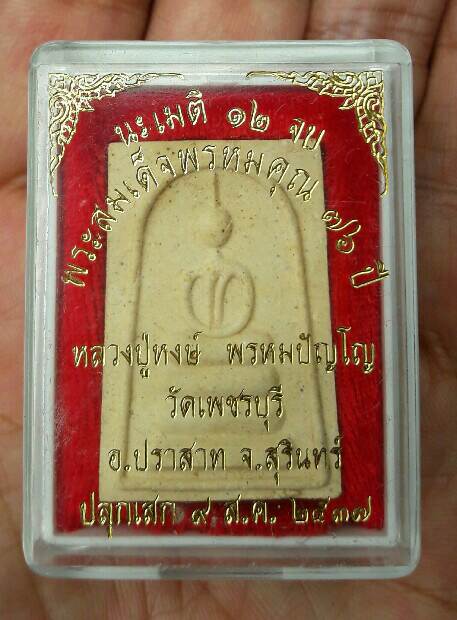 นะเมติ ๑๒ จบ
พระสมเด็จพรหมคุณ ๗๖ ปี
หลวงปู่หงษ์ พรหมปัญโญ
วัดเพชรบุรี
อ.ปราสาท จ.สุรินทร์
ปลุกเสก ๙ ส.ค. ๒๕๓๗